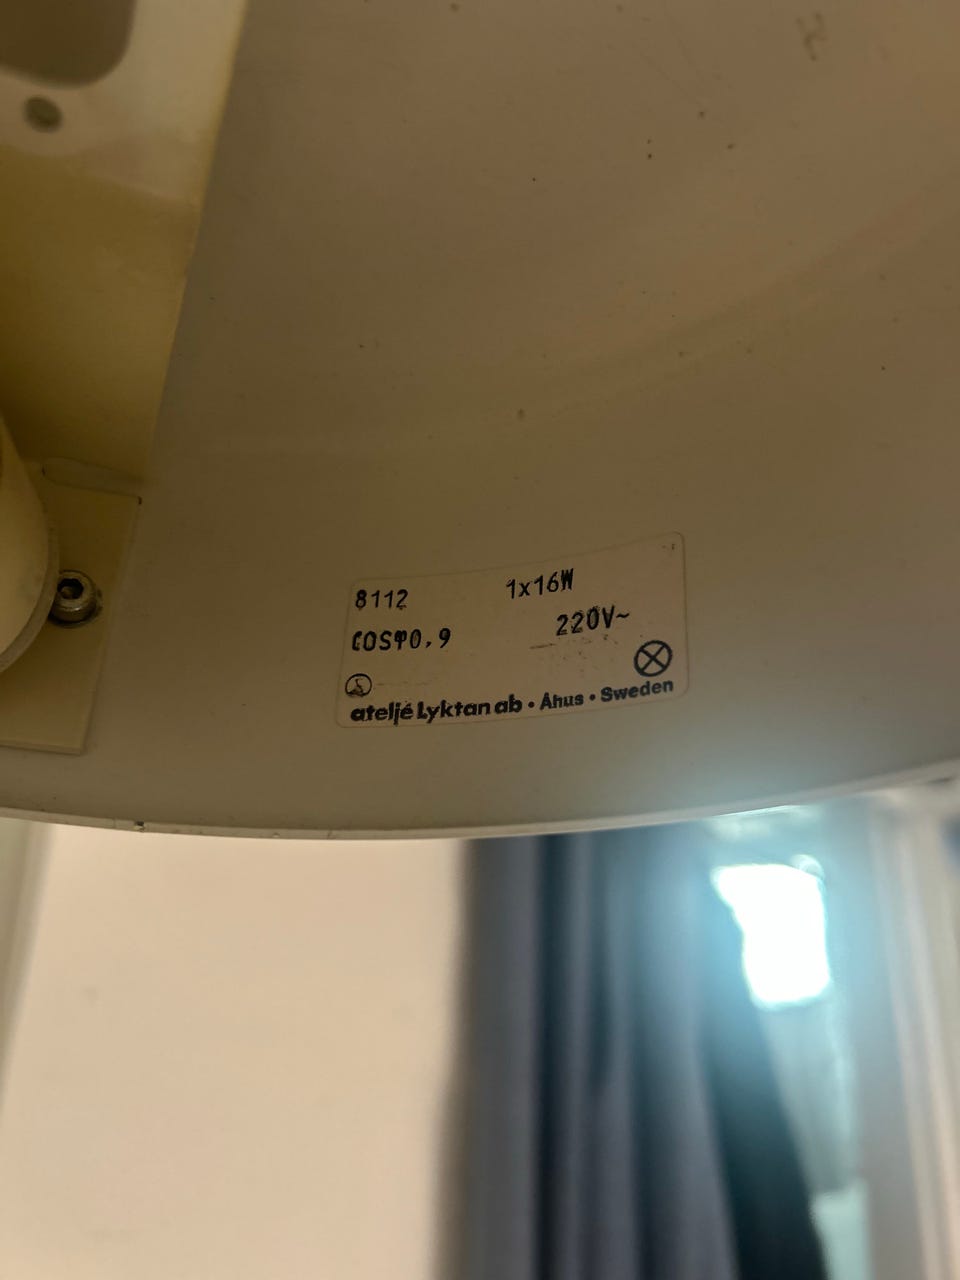 8112 1x16W
COSφ0,9 220V~
S
ateljé Lyktan ab • Åhus • Sweden